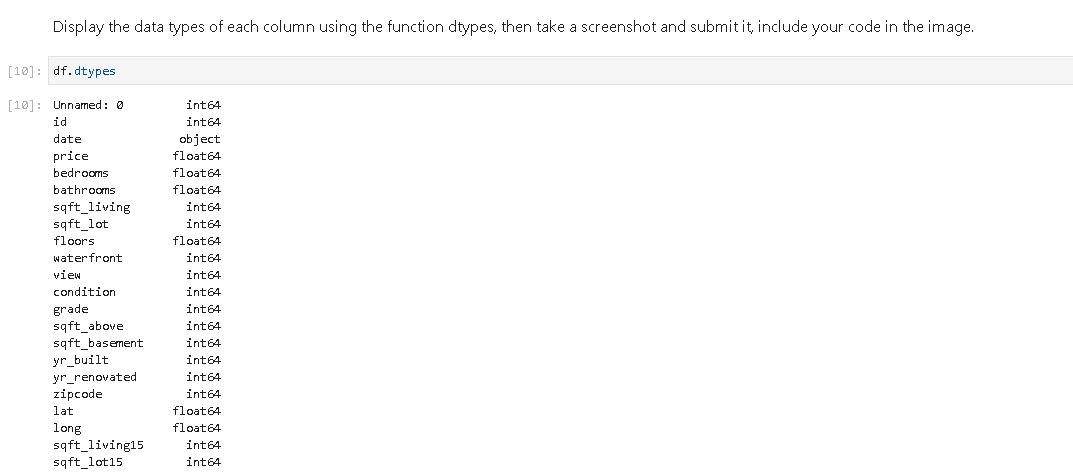 Display the data types of each column using the function dtypes, then take a screenshot and submit it, include your code in the image.
[10]: df.dtypes
[10]: Unnamed: 0 int64
id int64
date object
price float64
bedrooms float64
bathrooms float64
sqft_living int64
sqft_lot int64
floors float64
waterfront int64
view int64
condition int64
grade int64
sqft_above int64
sqft_basement int64
yr_built int64
yr_renovated int64
zipcode int64
lat float64
long float64
sqft_living15 int64
sqft_lot15 int64